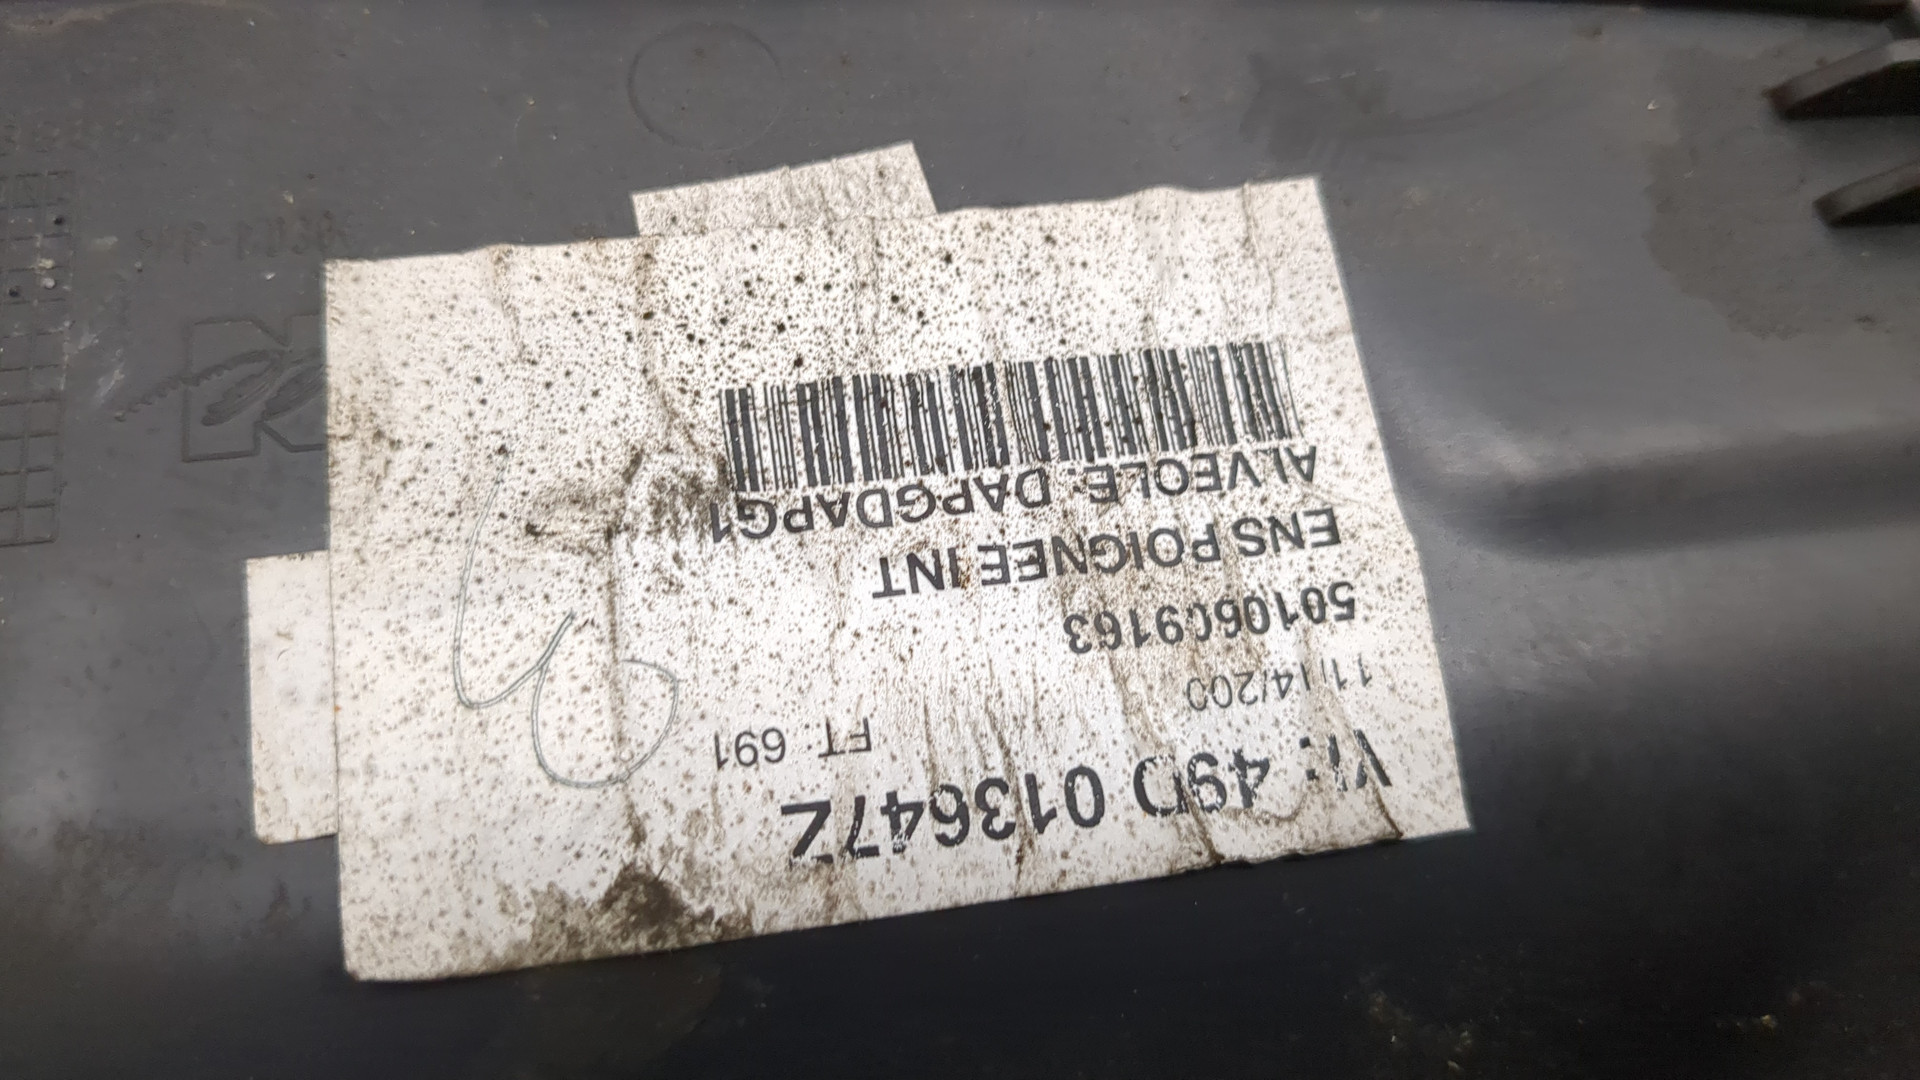 VI: 49D 013647Z
FT: 691
11/14/200
5010609163
ENS POIGNEE INT
ALVEOLE: DAPGDAPG1